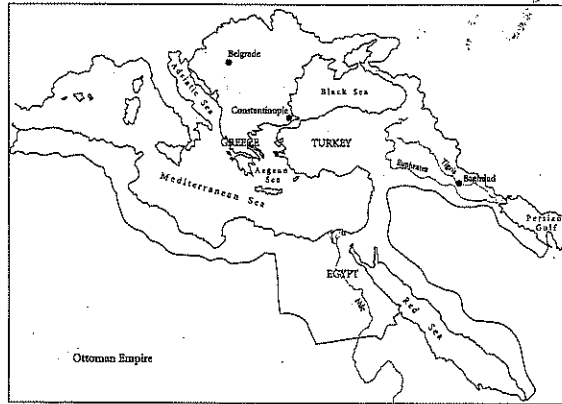 Belgrade
Adriatic Sea
Black Sea
Constantinople
GREECE
TURKEY
Aegean
Sea
Mediterranean Sea
Euphrates
Tigris
Baghdad
Persian
Gulf
EGYPT
Nile
Red Sea
Ottoman Empire